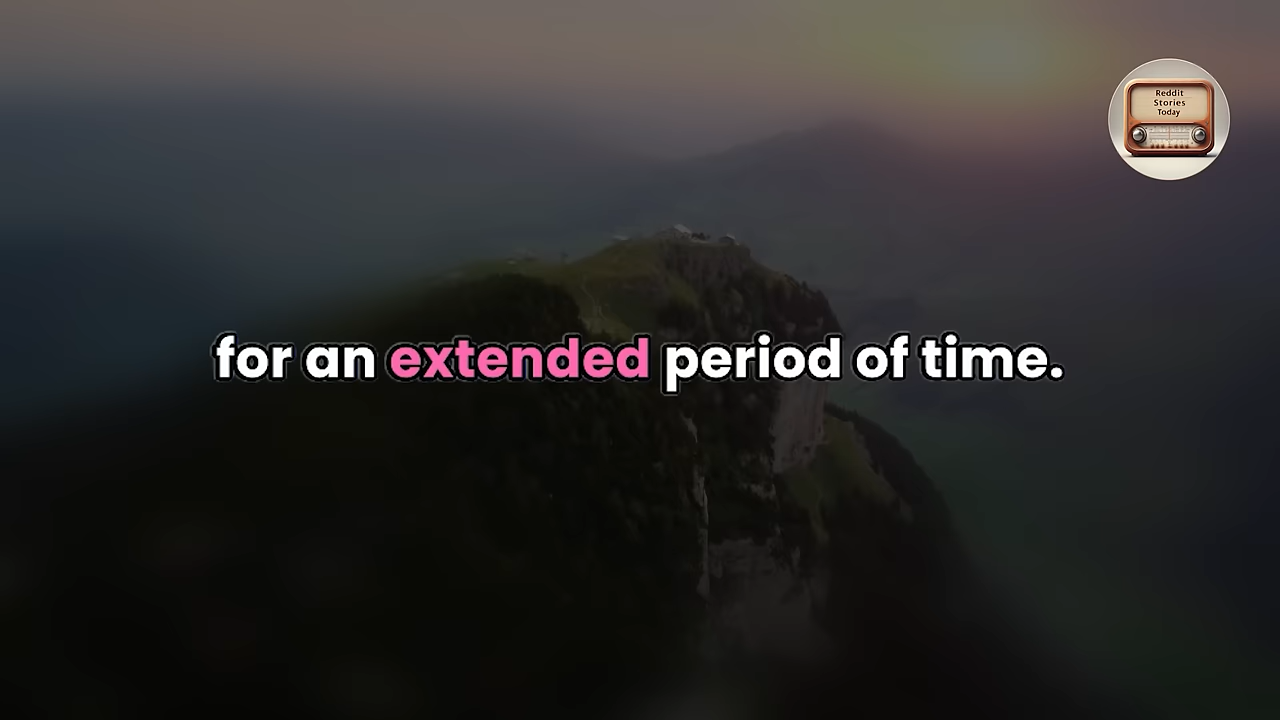 Reddit
Stories
Today
for an extended period of time.